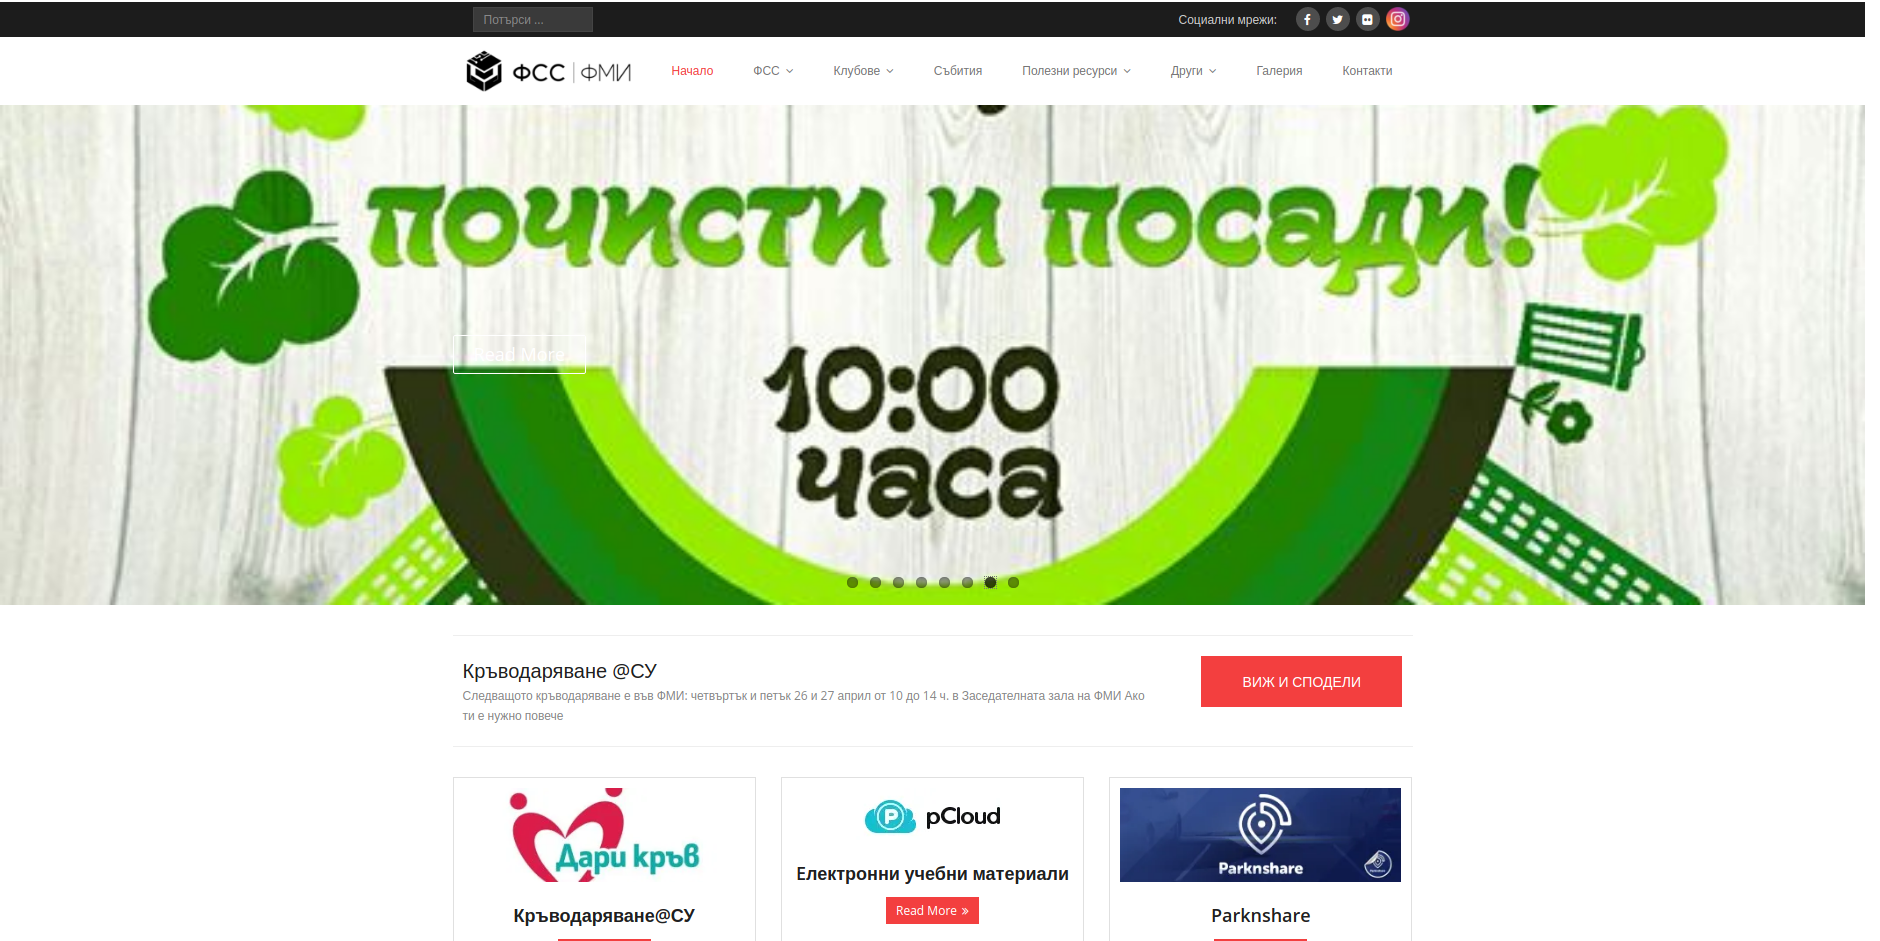 Потърси ...
Социални мрежи:
ФСС | ФМИ
Начало
ФСС
Клубове
Събития
Полезни ресурси
Други
Галерия
Контакти
почисти и посади!
Read More
10:00
часа
Кръводаряване @СУ
ВИЖ И СПОДЕЛИ
Следващото кръводаряване е във ФМИ: четвъртък и петък 26 и 27 април от 10 до 14 ч. в Заседателната зала на ФМИ Ако
ти е нужно повече
Дари кръв
Кръводаряване@СУ
P pCloud
Електронни учебни материали
Read More
Parknshare
Parknshare